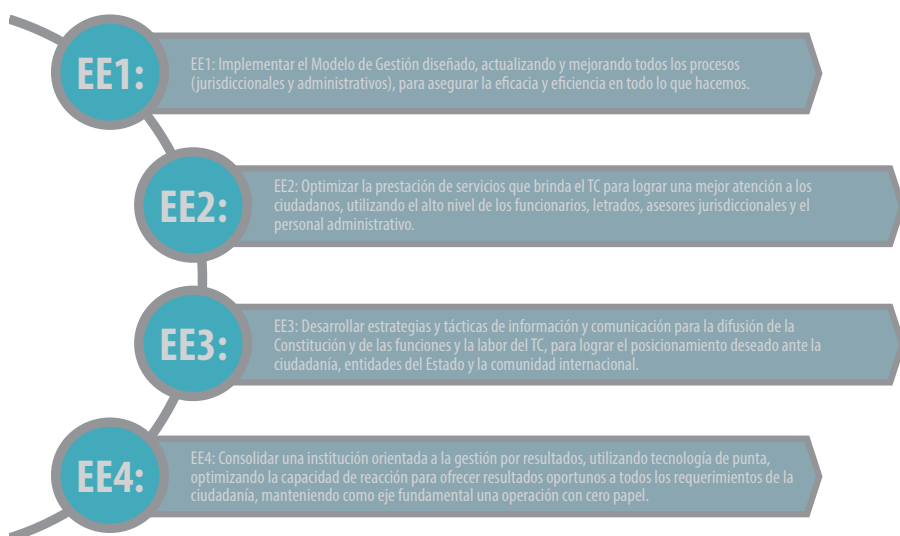 EE1:
EE1: Implementar el Modelo de Gestión diseñado, actualizando y mejorando todos los procesos
(jurisdiccionales y administrativos), para asegurar la eficacia y eficiencia en todo lo que hacemos.
EE2:
EE2: Optimizar la prestación de servicios que brinda el TC para lograr una mejor atención a los
ciudadanos, utilizando el alto nivel de los funcionarios, letrados, asesores jurisdiccionales y el
personal administrativo.
EE3:
EE3: Desarrollar estrategias y tácticas de información y comunicación para la difusión de la
Constitución y de las funciones y la labor del TC, para lograr el posicionamiento deseado ante la
ciudadanía, entidades del Estado y la comunidad internacional.
EE4:
EE4: Consolidar una institución orientada a la gestión por resultados, utilizando tecnología de punta,
optimizando la capacidad de reacción para ofrecer resultados oportunos a todos los requerimientos de la
ciudadanía, manteniendo como eje fundamental una operación con cero papel.